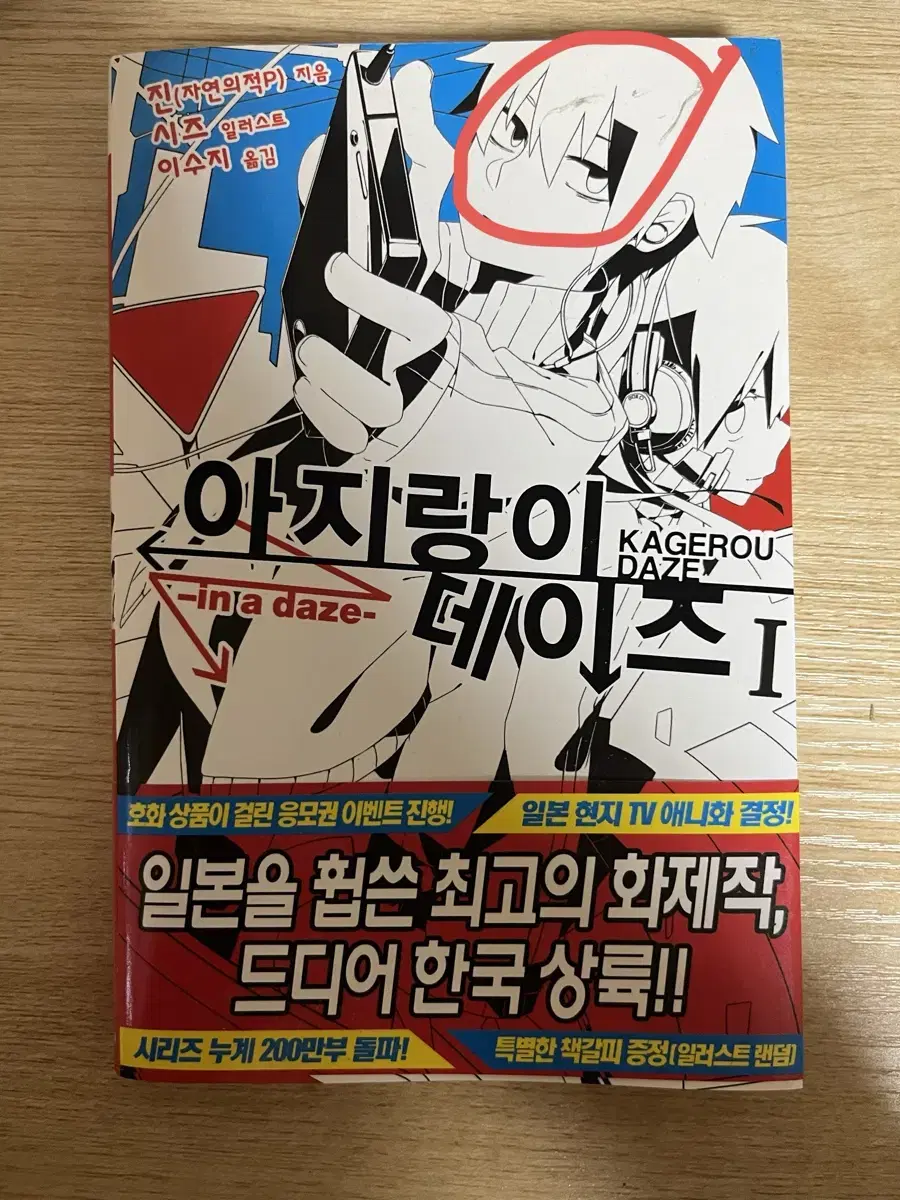 진(자연의적P) 지음
시즈 일러스트
이수지 옮김
아지랑이
KAGEROU
DAZE
-in a daze-
데이즈 I
호화 상품이 걸린 응모권 이벤트 진행!
일본 현지 TV 애니화 결정!
일본을 휩쓴 최고의 화제작,
드디어 한국 상륙!!
시리즈 누계 200만부 돌파!
특별한 책갈피 증정(일러스트 랜덤)